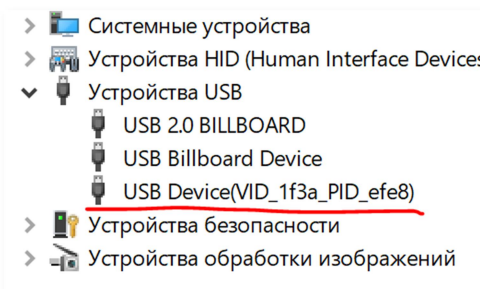 Системные устройства
Устройства HID (Human Interface Devices
Устройства USB
USB 2.0 BILLBOARD
USB Billboard Device
USB Device(VID_1f3a_PID_efe8)
Устройства безопасности
Устройства обработки изображений